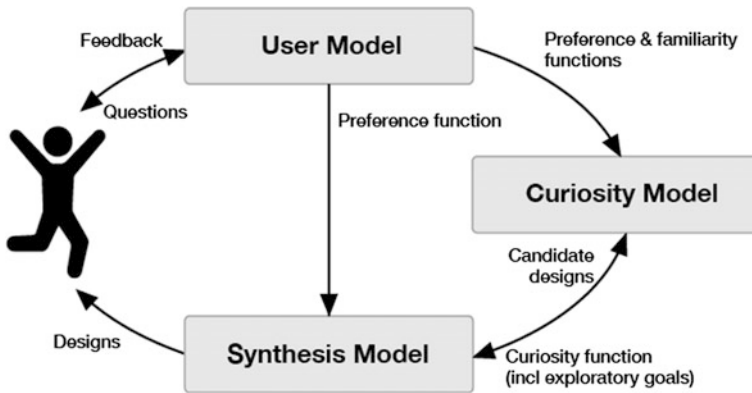 Feedback
User Model
Preference & familiarity
functions
Questions
Preference function
Curiosity Model
Candidate
designs
Designs
Synthesis Model
Curiosity function
(incl exploratory goals)